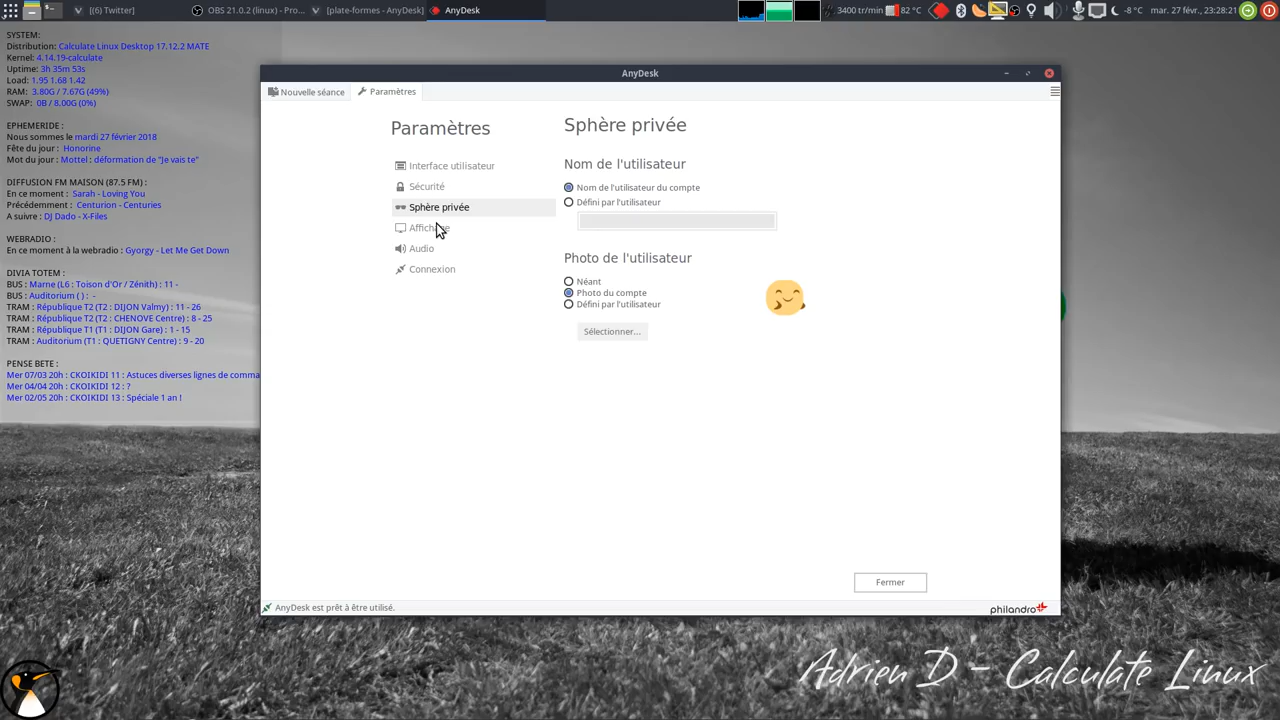 [(6) Twitter]
OBS 21.0.2 (linux) - Pro...
[plate-formes - AnyDesk]
AnyDesk
3400 tr/min
82 °C
-8 °C
mar. 27 févr., 23:28:21
SYSTEM:
Distribution: Calculate Linux Desktop 17.12.2 MATE
Kernel: 4.14.19-calculate
Uptime: 3h 35m 53s
Load: 1.95 1.68 1.42
RAM: 3.80G / 7.67G (49%)
SWAP: 0B / 8.00G (0%)
EPHEMERIDE :
Nous sommes le mardi 27 février 2018
Fête du jour : Honorine
Mot du jour : Mottel : déformation de "Je vais te"
DIFFUSION FM MAISON (87.5 FM) :
En ce moment : Sarah - Loving You
Précédemment : Centurion - Centuries
A suivre : DJ Dado - X-Files
WEBRADIO :
En ce moment à la webradio : Gyorgy - Let Me Get Down
DIVIA TOTEM :
BUS : Marne (L6 : Toison d'Or / Zénith) : 11 -
BUS : Auditorium ( ) : -
TRAM : République T2 (T2 : DIJON Valmy) : 11 - 26
TRAM : République T2 (T2 : CHENOVE Centre) : 8 - 25
TRAM : République T1 (T1 : DIJON Gare) : 1 - 15
TRAM : Auditorium (T1 : QUETIGNY Centre) : 9 - 20
PENSE BETE :
Mer 07/03 20h : CKOIKIDI 11 : Astuces diverses lignes de comma
Mer 04/04 20h : CKOIKIDI 12 : ?
Mer 02/05 20h : CKOIKIDI 13 : Spéciale 1 an !
AnyDesk
Nouvelle séance
Paramètres
Paramètres
Interface utilisateur
Sécurité
Sphère privée
Affichage
Audio
Connexion
Sphère privée
Nom de l'utilisateur
Nom de l'utilisateur du compte
Défini par l'utilisateur
Photo de l'utilisateur
Néant
Photo du compte
Défini par l'utilisateur
Sélectionner...
Fermer
AnyDesk est prêt à être utilisé.
philandro
Adrien D - Calculate Linux